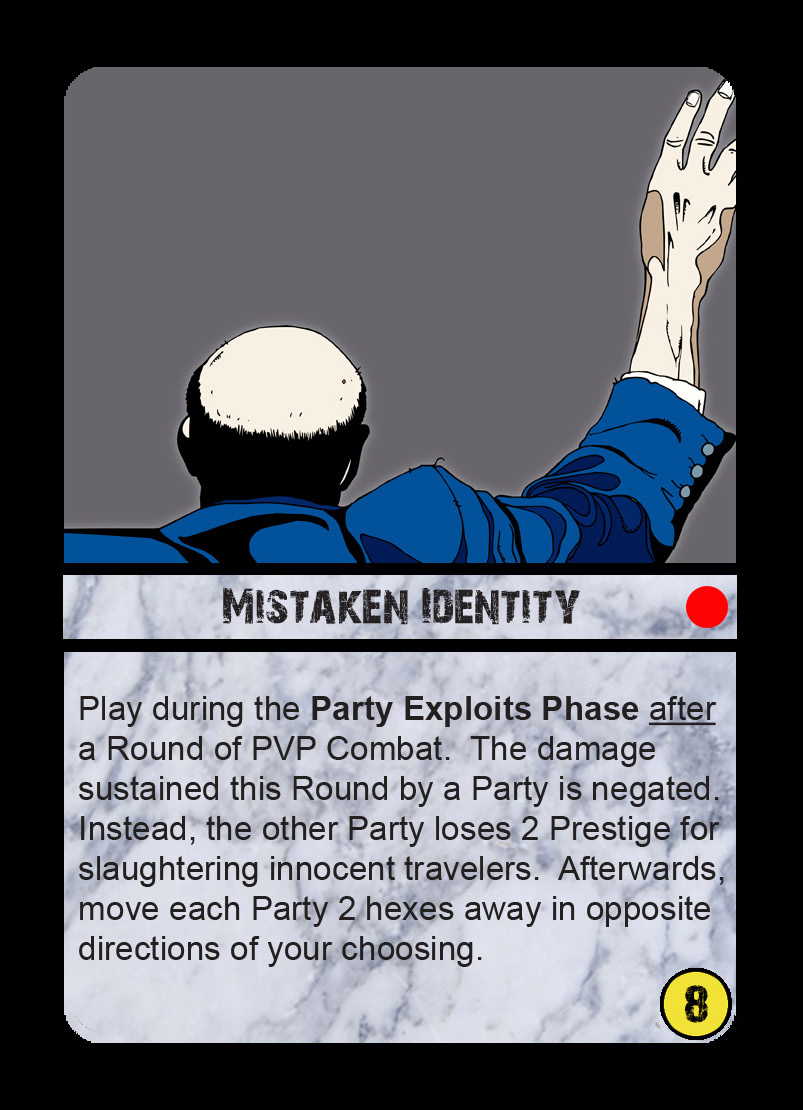 Mistaken Identity
Play during the Party Exploits Phase after
a Round of PVP Combat.  The damage
sustained this Round by a Party is negated.
Instead, the other Party loses 2 Prestige for
slaughtering innocent travelers.  Afterwards,
move each Party 2 hexes away in opposite
directions of your choosing.
8